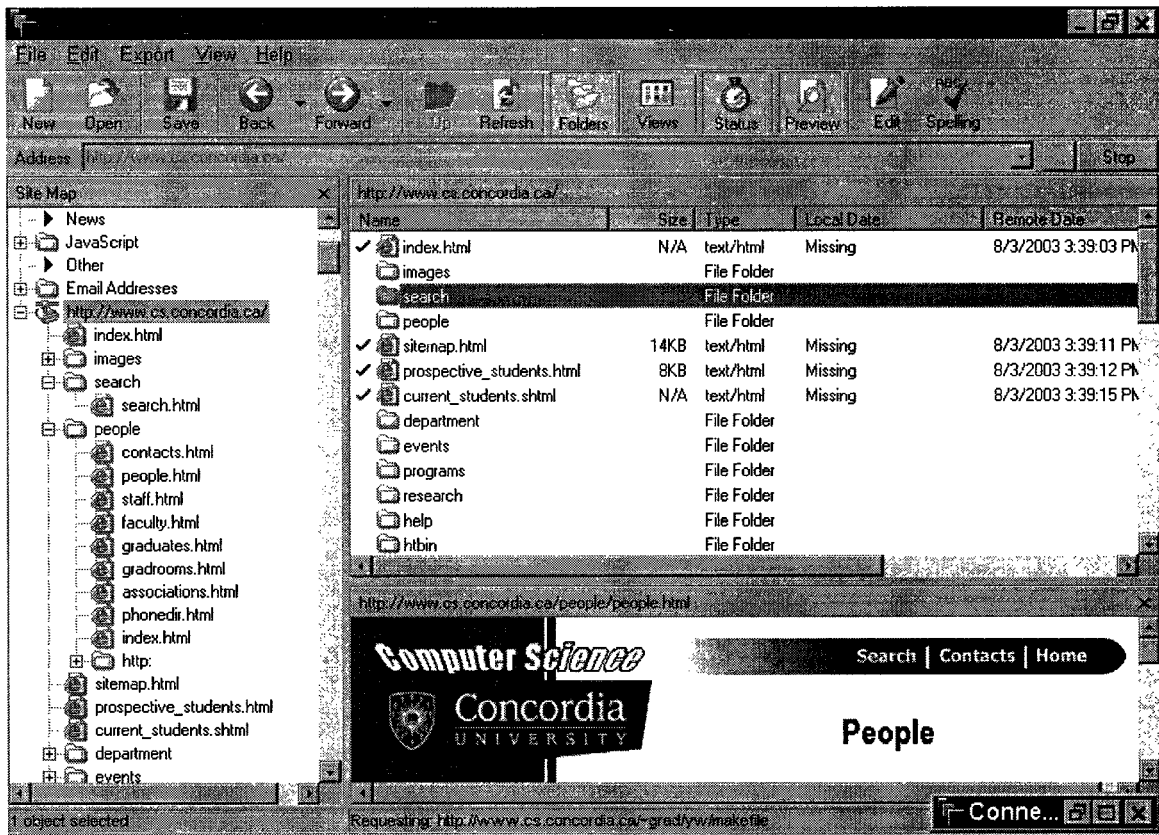 File Edit Export View Help
New Open Save Back Forward Up Refresh Folders Views Status Preview Edit Spelling
Address http://www.cs.concordia.ca/ Stop
Site Map
News
JavaScript
Other
Email Addresses
http://www.cs.concordia.ca/
index.html
images
search
search.html
people
contacts.html
people.html
staff.html
faculty.html
graduates.html
gradrooms.html
associations.html
phonedir.html
index.html
http:
sitemap.html
prospective_students.html
current_students.shtml
department
events
http://www.cs.concordia.ca/
Name Size Type Local Date Remote Date
index.html N/A text/html Missing 8/3/2003 3:39:03 PM
images File Folder
search File Folder
people File Folder
sitemap.html 14KB text/html Missing 8/3/2003 3:39:11 PM
prospective_students.html 8KB text/html Missing 8/3/2003 3:39:12 PM
current_students.shtml N/A text/html Missing 8/3/2003 3:39:15 PM
department File Folder
events File Folder
programs File Folder
research File Folder
help File Folder
htbin File Folder
http://www.cs.concordia.ca/people/people.html
Computer Science
Search | Contacts | Home
Concordia
UNIVERSITY
People
1 object selected
Requesting: http://www.cs.concordia.ca/~grad/yw/makefile
Conne...